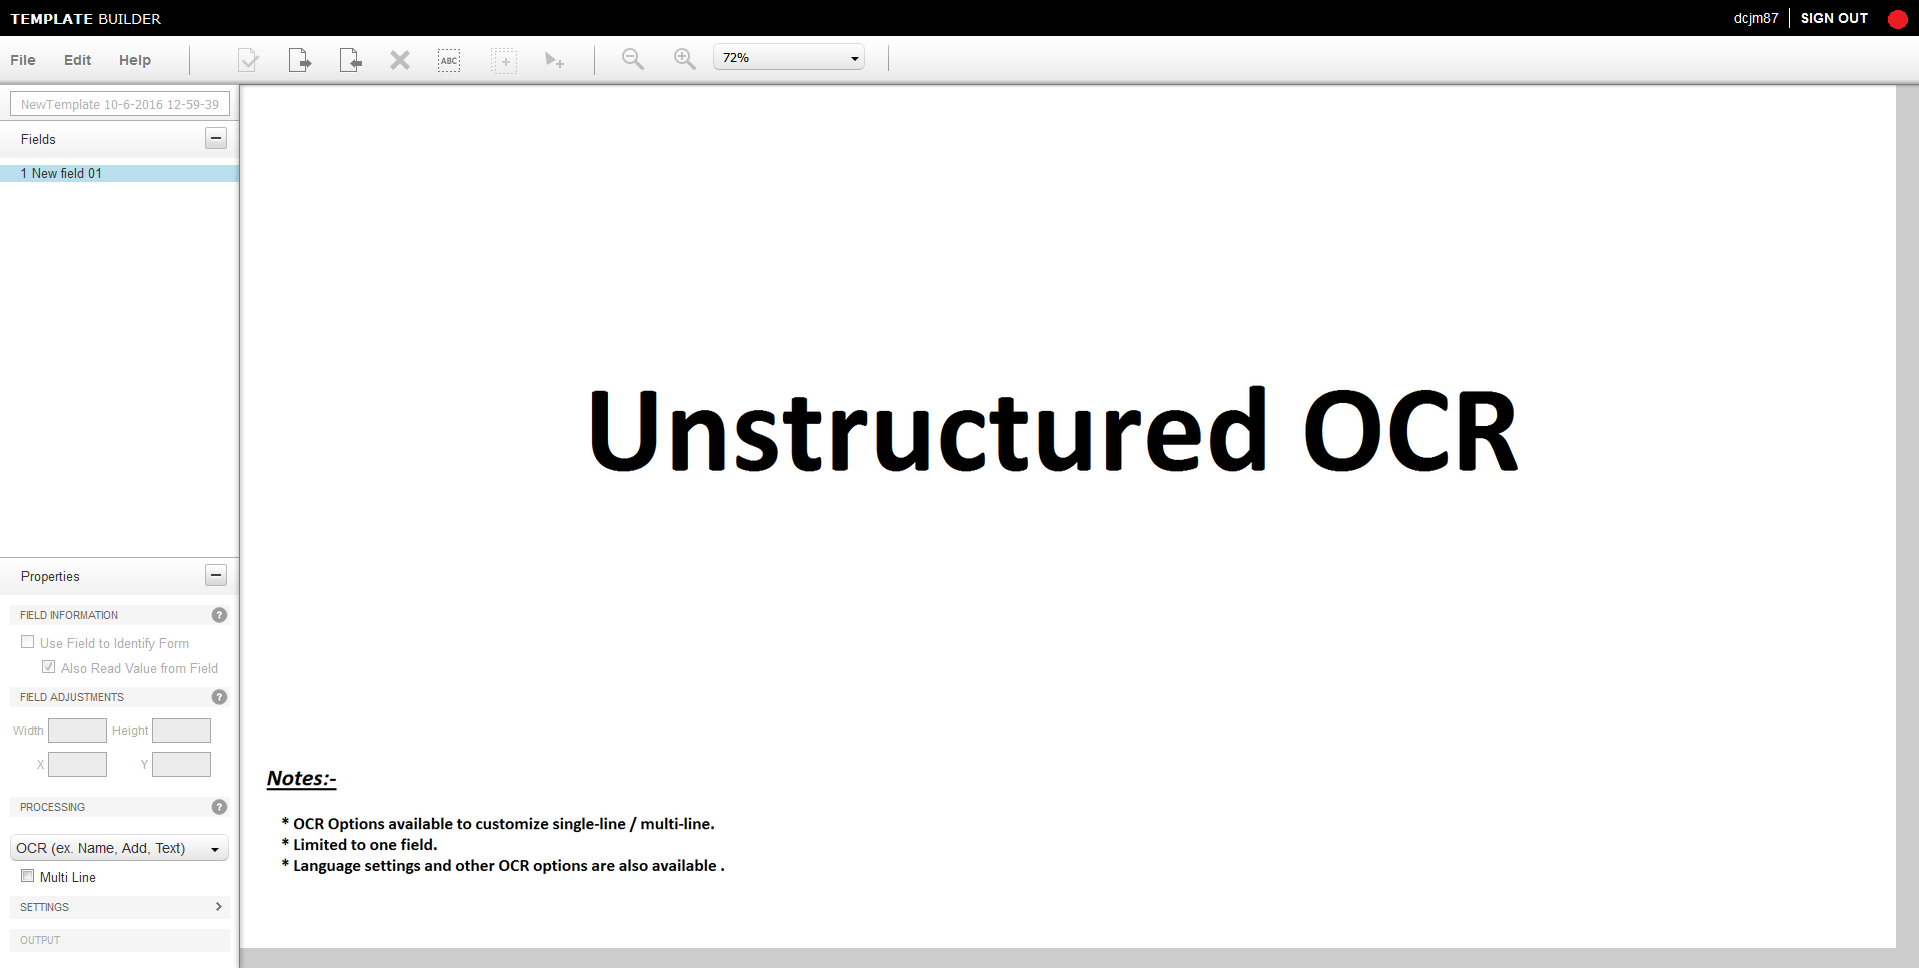 TEMPLATE BUILDER
dcjm87 SIGN OUT
File Edit Help
ABC
72%
NewTemplate 10-6-2016 12-59-39
Fields
1 New field 01
Unstructured OCR
Properties
FIELD INFORMATION ?
Use Field to Identify Form
Also Read Value from Field
FIELD ADJUSTMENTS ?
Width Height
X Y
PROCESSING ?
OCR (ex. Name, Add, Text)
Multi Line
SETTINGS
OUTPUT
Notes:-
* OCR Options available to customize single-line / multi-line.
* Limited to one field.
* Language settings and other OCR options are also available .